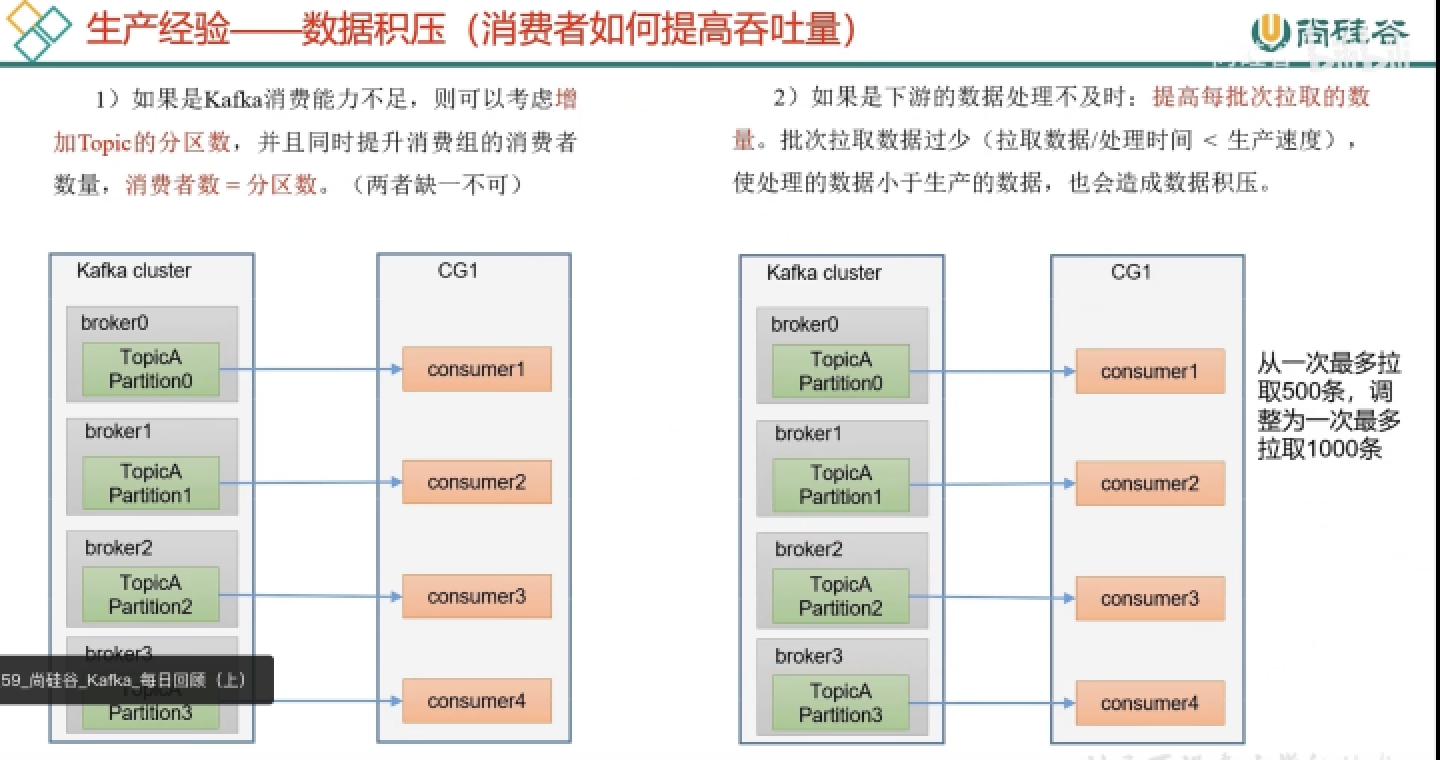 生产经验——数据积压（消费者如何提高吞吐量）
尚硅谷
1）如果是Kafka消费能力不足，则可以考虑增
加Topic的分区数，并且同时提升消费组的消费者
数量，消费者数 = 分区数。（两者缺一不可）
2）如果是下游的数据处理不及时：提高每批次拉取的数
量。批次拉取数据过少（拉取数据/处理时间 < 生产速度），
使处理的数据小于生产的数据，也会造成数据积压。
Kafka cluster
broker0
TopicA
Partition0
broker1
TopicA
Partition1
broker2
TopicA
Partition2
broker3
TopicA
Partition3
CG1
consumer1
consumer2
consumer3
consumer4
59_尚硅谷_Kafka_每日回顾（上）
Kafka cluster
broker0
TopicA
Partition0
broker1
TopicA
Partition1
broker2
TopicA
Partition2
broker3
TopicA
Partition3
CG1
consumer1
consumer2
consumer3
consumer4
从一次最多拉
取500条，调
整为一次最多
拉取1000条